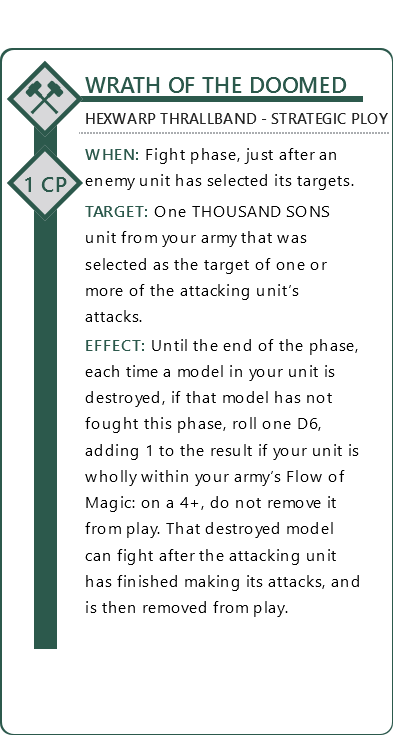 WRATH OF THE DOOMED
HEXWARP THRALLBAND - STRATEGIC PLOY
1 CP
WHEN: Fight phase, just after an
enemy unit has selected its targets.
TARGET: One THOUSAND SONS
unit from your army that was
selected as the target of one or
more of the attacking unit’s
attacks.
EFFECT: Until the end of the phase,
each time a model in your unit is
destroyed, if that model has not
fought this phase, roll one D6,
adding 1 to the result if your unit is
wholly within your army’s Flow of
Magic: on a 4+, do not remove it
from play. That destroyed model
can fight after the attacking unit
has finished making its attacks, and
is then removed from play.